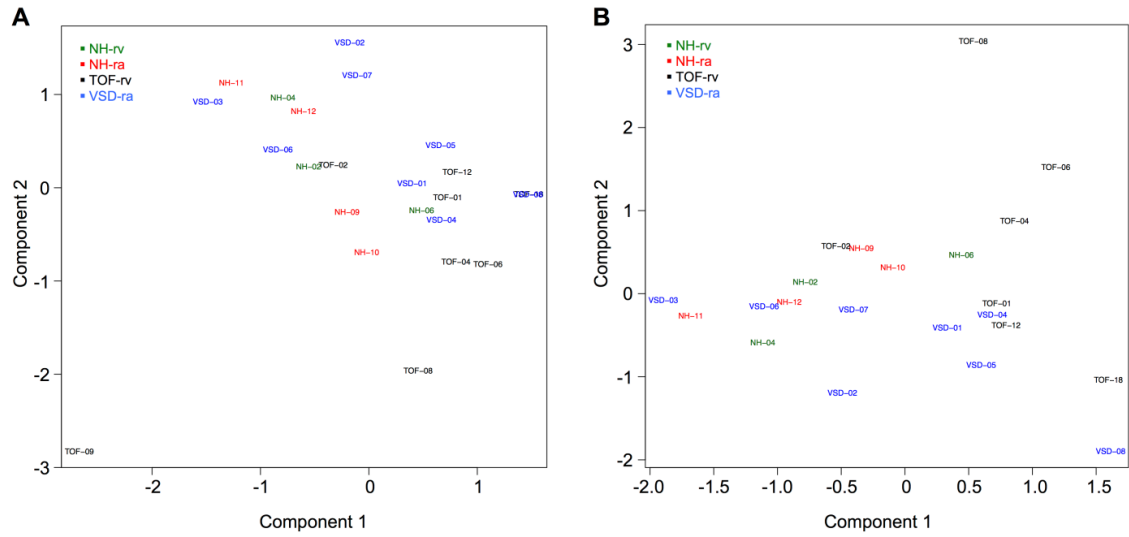 A
NH-rv
NH-ra
TOF-rv
VSD-ra
VSD-02
VSD-07
NH-11
VSD-03
NH-04
NH-12
VSD-05
VSD-06
NH-02
TOF-02
TOF-12
VSD-01
TOF-01
VSD-08
NH-09
NH-06
VSD-04
NH-10
TOF-04
TOF-06
TOF-08
TOF-09
1
0
-1
-2
-3
-2
-1
0
1
Component 1
Component 2
B
NH-rv
NH-ra
TOF-rv
VSD-ra
TOF-08
TOF-06
TOF-04
TOF-02
NH-09
NH-06
NH-10
NH-02
VSD-03
NH-12
VSD-06
VSD-07
TOF-01
VSD-04
NH-11
TOF-12
VSD-01
NH-04
VSD-05
TOF-18
VSD-02
VSD-08
3
2
1
0
-1
-2
-2.0
-1.5
-1.0
-0.5
0
0.5
1.0
1.5
Component 1
Component 2